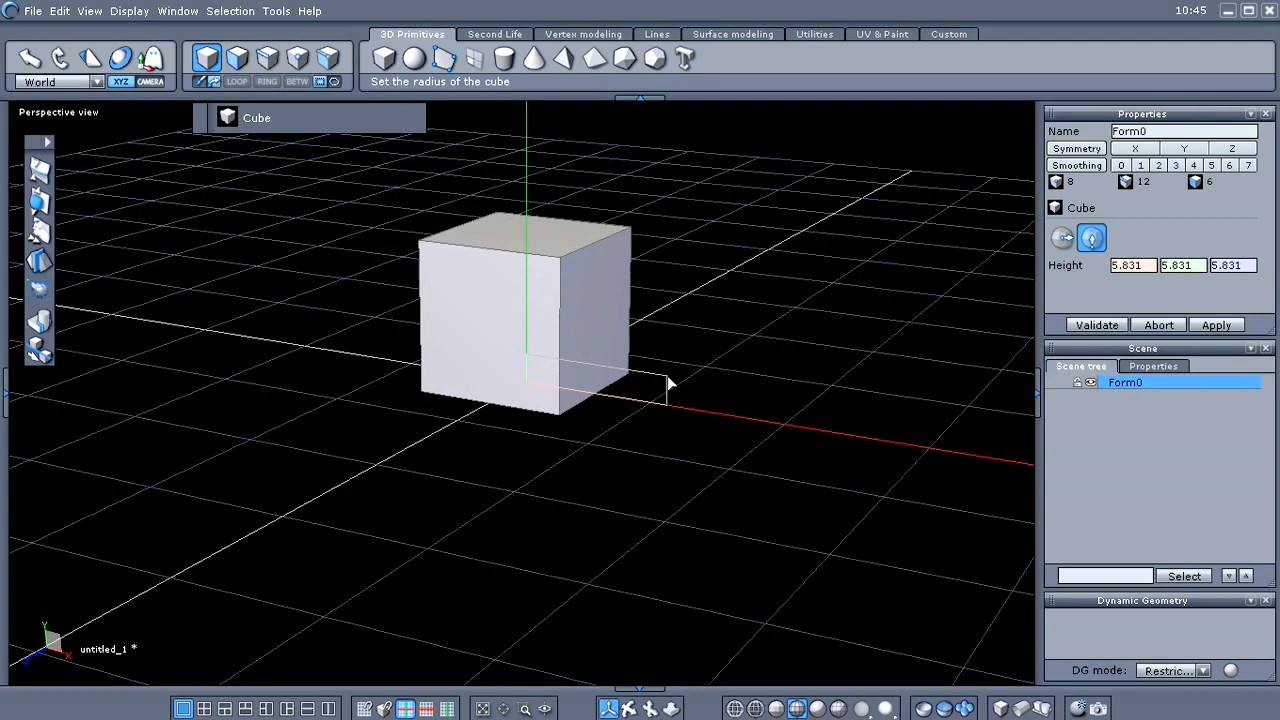 File Edit View Display Window Selection Tools Help 10:45
3D Primitives Second Life Vertex modeling Lines Surface modeling Utilities UV & Paint Custom
World XYZ CAMERA LOOP RING BETW Set the radius of the cube
Perspective view
Cube
Properties
Name Form0
Symmetry X Y Z
Smoothing 0 1 2 3 4 5 6 7
8 12 6
Cube
Height 5.831 5.831 5.831
Validate Abort Apply
Scene
Scene tree Properties
Form0
Select
Dynamic Geometry
DG mode: Restric...
Y
X
untitled_1 *